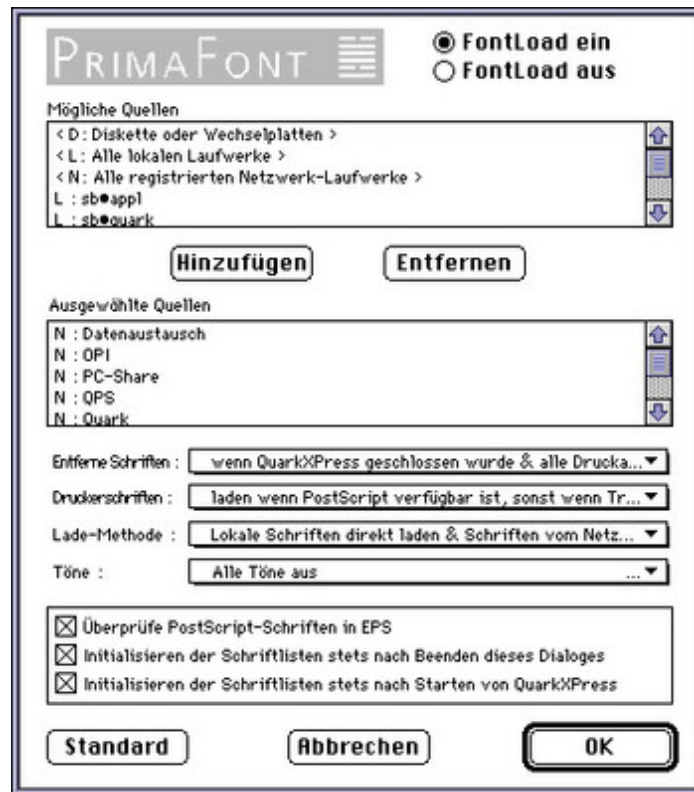 PRIMAFONT
FontLoad ein
FontLoad aus
Mögliche Quellen
< D: Diskette oder Wechselplatten >
< L: Alle lokalen Laufwerke >
< N: Alle registrierten Netzwerk-Laufwerke >
L : sb●appl
L : sb●quark
Hinzufügen
Entfernen
Ausgewählte Quellen
N : Datenaustausch
N : OPI
N : PC-Share
N : QPS
N : Quark
Entferne Schriften : wenn QuarkXPress geschlossen wurde & alle Drucka...
Druckerschriften : laden wenn PostScript verfügbar ist, sonst wenn Tr...
Lade-Methode : Lokale Schriften direkt laden & Schriften vom Netz...
Töne : Alle Töne aus ...
Überprüfe PostScript-Schriften in EPS
Initialisieren der Schriftlisten stets nach Beenden dieses Dialoges
Initialisieren der Schriftlisten stets nach Starten von QuarkXPress
Standard
Abbrechen
OK